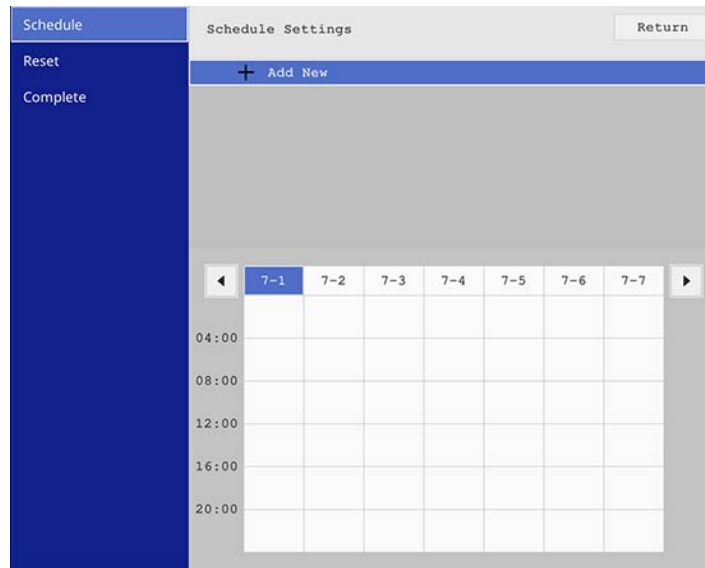 Schedule
Reset
Complete
Schedule Settings
Return
+ Add New
7-1 7-2 7-3 7-4 7-5 7-6 7-7
04:00
08:00
12:00
16:00
20:00